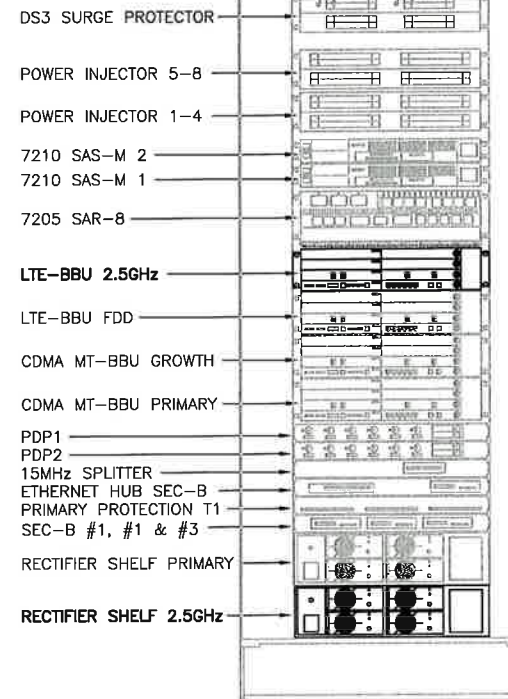 DS3 SURGE PROTECTOR
POWER INJECTOR 5-8
POWER INJECTOR 1-4
7210 SAS-M 2
7210 SAS-M 1
7205 SAR-8
LTE-BBU 2.5GHz
LTE-BBU FDD
CDMA MT-BBU GROWTH
CDMA MT-BBU PRIMARY
PDP1
PDP2
15MHz SPLITTER
ETHERNET HUB SEC-B
PRIMARY PROTECTION T1
SEC-B #1, #1 & #3
RECTIFIER SHELF PRIMARY
RECTIFIER SHELF 2.5GHz